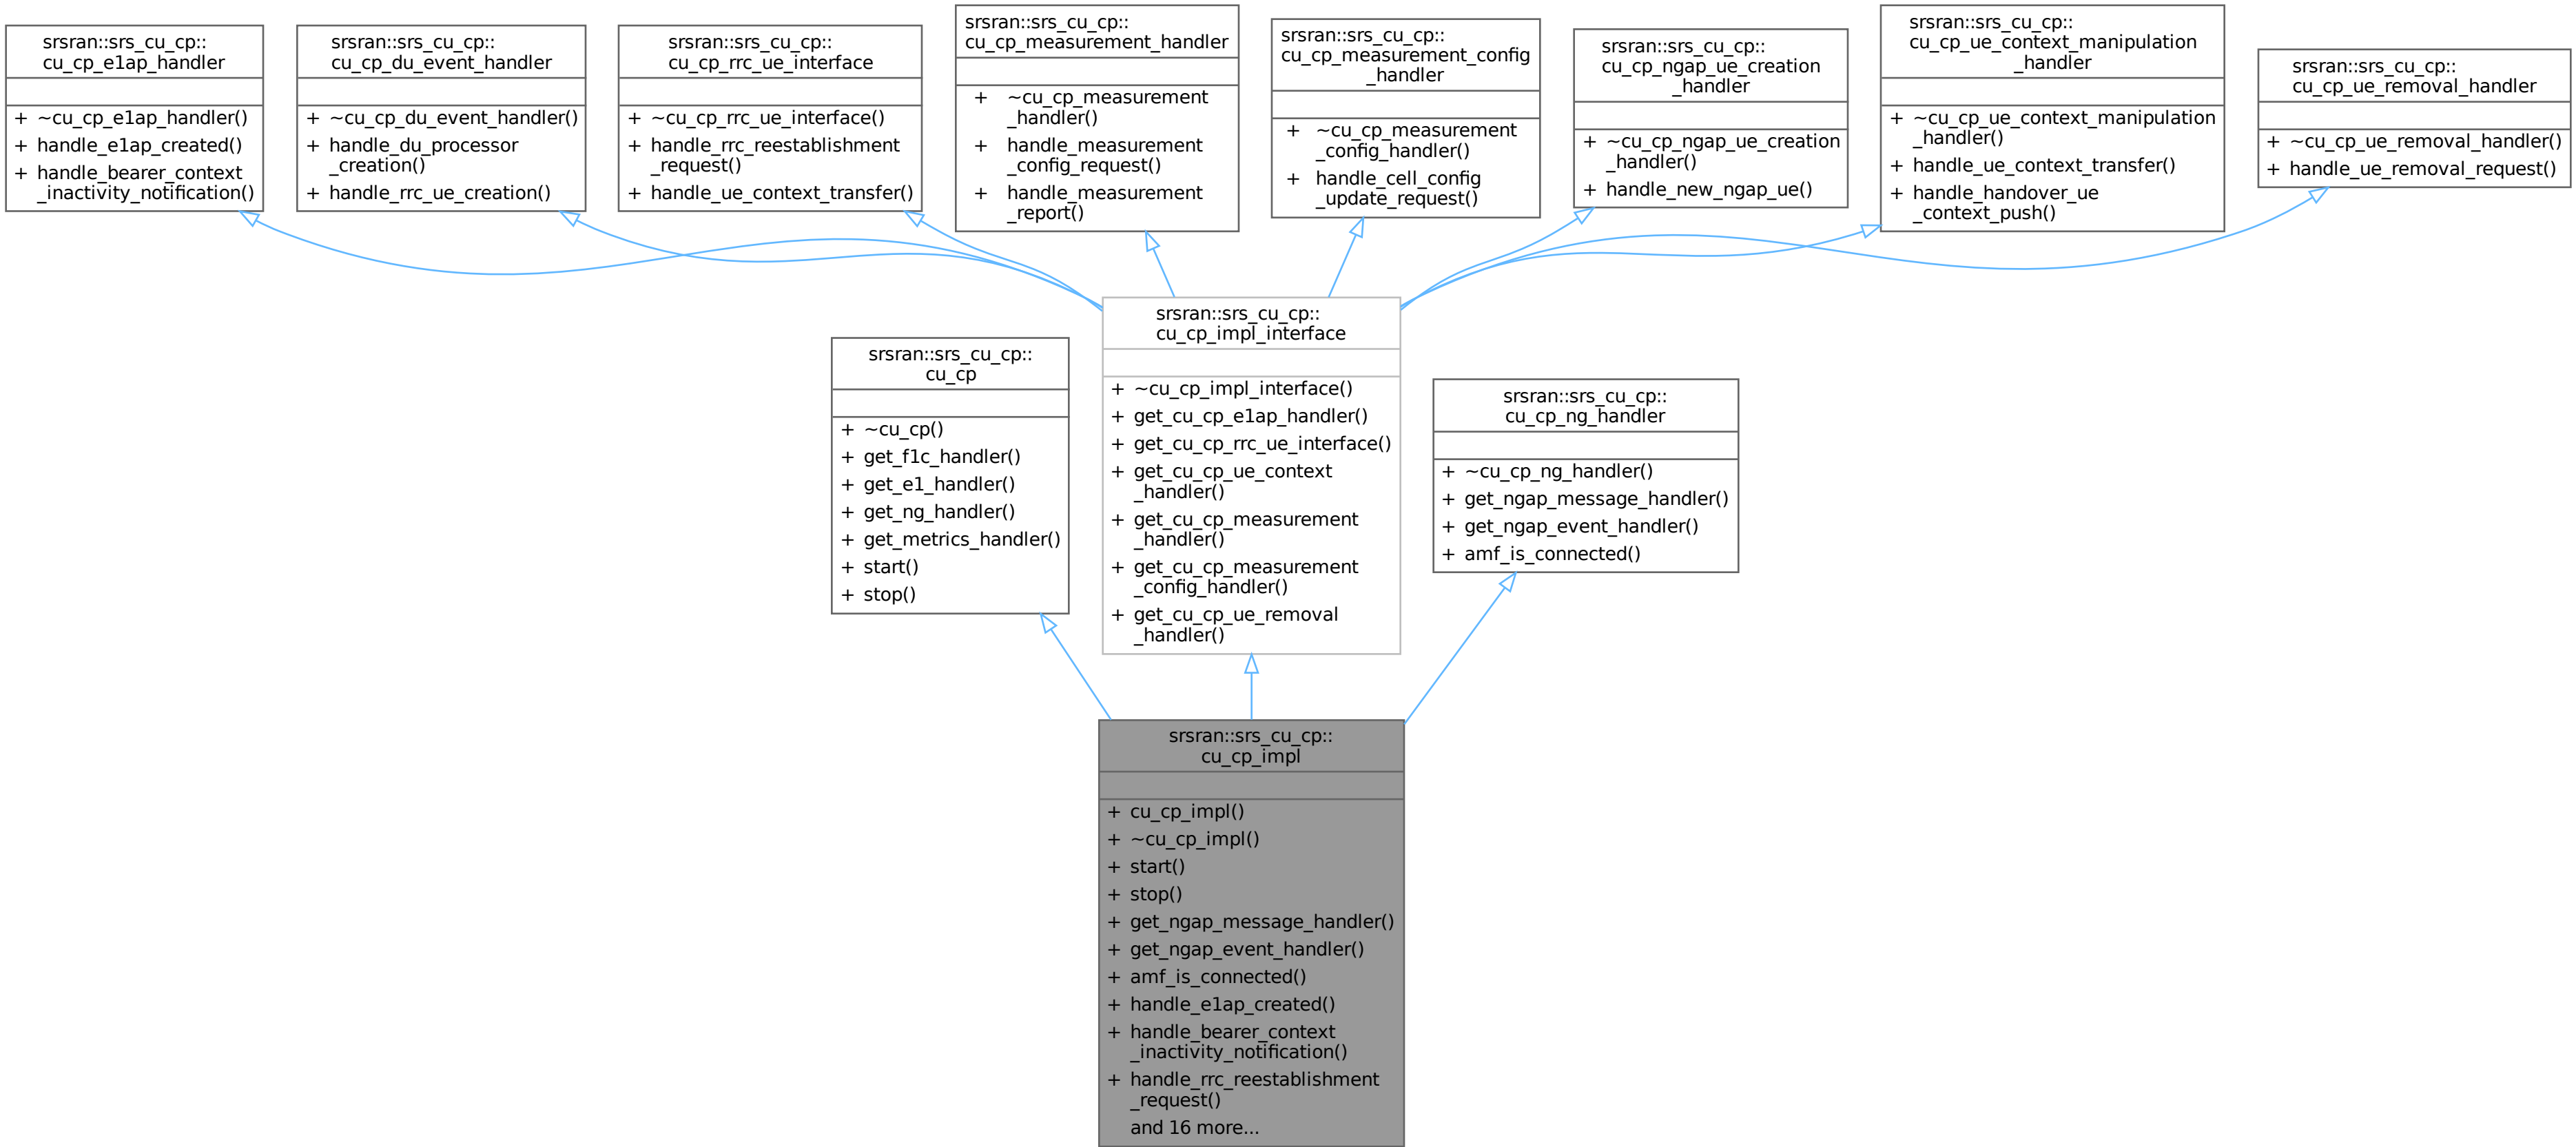 srsran::srs_cu_cp::
cu_cp_e1ap_handler
+ ~cu_cp_e1ap_handler()
+ handle_e1ap_created()
+ handle_bearer_context
_inactivity_notification()
srsran::srs_cu_cp::
cu_cp_du_event_handler
+ ~cu_cp_du_event_handler()
+ handle_du_processor
_creation()
+ handle_rrc_ue_creation()
srsran::srs_cu_cp::
cu_cp_rrc_ue_interface
+ ~cu_cp_rrc_ue_interface()
+ handle_rrc_reestablishment
_request()
+ handle_ue_context_transfer()
srsran::srs_cu_cp::
cu_cp_measurement_handler
+ ~cu_cp_measurement
_handler()
+ handle_measurement
_config_request()
+ handle_measurement
_report()
srsran::srs_cu_cp::
cu_cp_measurement_config
_handler
+ ~cu_cp_measurement
_config_handler()
+ handle_cell_config
_update_request()
srsran::srs_cu_cp::
cu_cp_ngap_ue_creation
_handler
+ ~cu_cp_ngap_ue_creation
_handler()
+ handle_new_ngap_ue()
srsran::srs_cu_cp::
cu_cp_ue_context_manipulation
_handler
+ ~cu_cp_ue_context_manipulation
_handler()
+ handle_ue_context_transfer()
+ handle_handover_ue
_context_push()
srsran::srs_cu_cp::
cu_cp_ue_removal_handler
+ ~cu_cp_ue_removal_handler()
+ handle_ue_removal_request()
srsran::srs_cu_cp::
cu_cp
+ ~cu_cp()
+ get_f1c_handler()
+ get_e1_handler()
+ get_ng_handler()
+ get_metrics_handler()
+ start()
+ stop()
srsran::srs_cu_cp::
cu_cp_impl_interface
+ ~cu_cp_impl_interface()
+ get_cu_cp_e1ap_handler()
+ get_cu_cp_rrc_ue_interface()
+ get_cu_cp_ue_context
_handler()
+ get_cu_cp_measurement
_handler()
+ get_cu_cp_measurement
_config_handler()
+ get_cu_cp_ue_removal
_handler()
srsran::srs_cu_cp::
cu_cp_ng_handler
+ ~cu_cp_ng_handler()
+ get_ngap_message_handler()
+ get_ngap_event_handler()
+ amf_is_connected()
srsran::srs_cu_cp::
cu_cp_impl
+ cu_cp_impl()
+ ~cu_cp_impl()
+ start()
+ stop()
+ get_ngap_message_handler()
+ get_ngap_event_handler()
+ amf_is_connected()
+ handle_e1ap_created()
+ handle_bearer_context
_inactivity_notification()
+ handle_rrc_reestablishment
_request()
and 16 more...